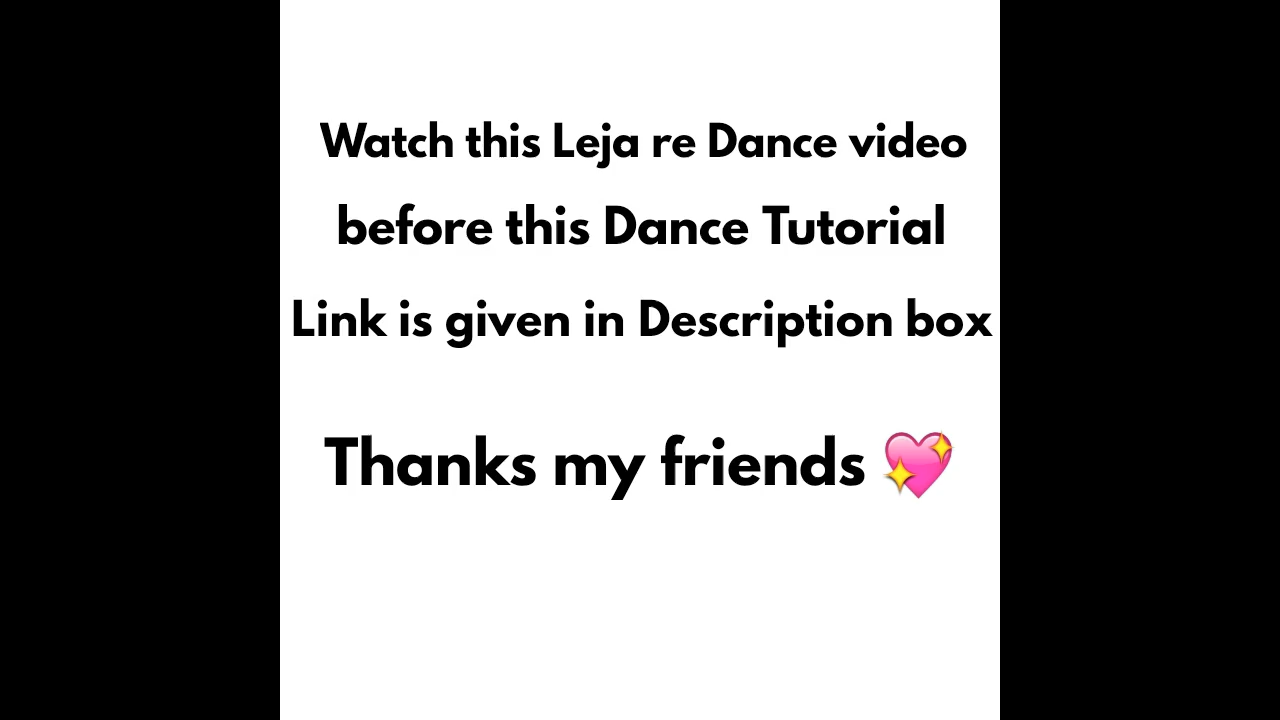 Watch this Leja re Dance video
before this Dance Tutorial
Link is given in Description box
Thanks my friends 💖